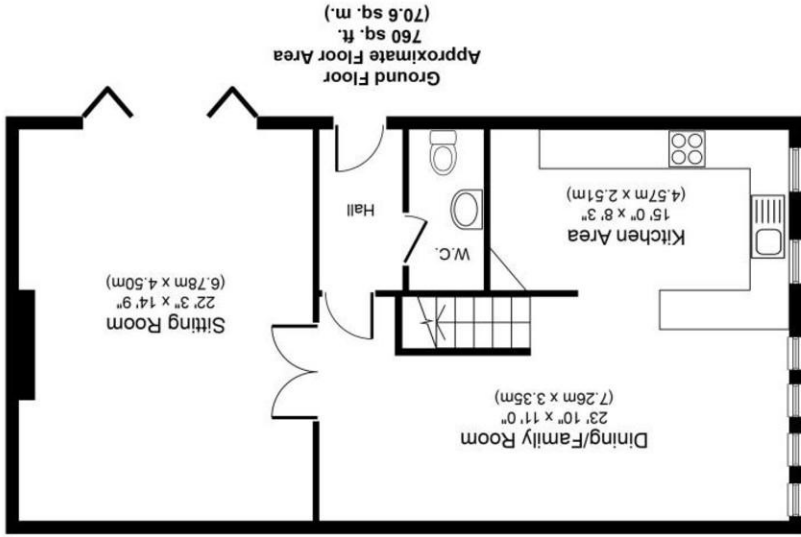 Dining/Family Room
23' 10" x 11' 0"
(7.26m x 3.35m)
Sitting Room
22' 3" x 14' 9"
(6.78m x 4.50m)
Kitchen Area
15' 0" x 8' 3"
(4.57m x 2.51m)
W.C.
Hall
Ground Floor
Approximate Floor Area
760 sq. ft.
(70.6 sq. m.)